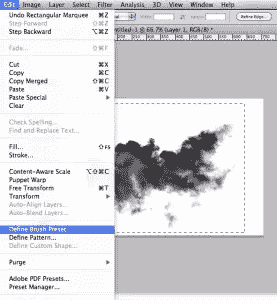 Edit Image Layer Select Filter Analysis 3D View Window Help
Undo Rectangular Marquee ⌘Z
Step Forward ⇧⌘Z
Step Backward ⌥⌘Z
Fade... ⇧⌘F
Cut ⌘X
Copy ⌘C
Copy Merged ⇧⌘C
Paste ⌘V
Paste Special
Clear
Check Spelling...
Find and Replace Text...
Fill... ⇧F5
Stroke...
Content-Aware Scale ⌥⇧⌘C
Puppet Warp
Free Transform ⌘T
Transform
Auto-Align Layers...
Auto-Blend Layers...
Define Brush Preset
Define Pattern...
Define Custom Shape...
Purge
Adobe PDF Presets...
Preset Manager...
Width:
Height:
Refine Edge...
ntitled-1 @ 66.7% (Layer 1, RGB/8) *